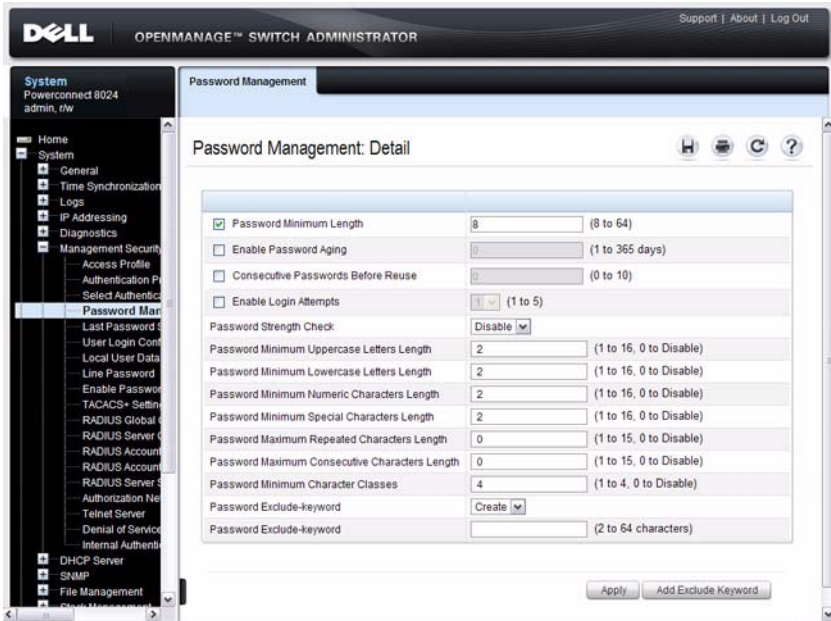 Support | About | Log Out
DELL OPENMANAGE™ SWITCH ADMINISTRATOR
System
Powerconnect 8024
admin, r/w
Password Management
Home
System
General
Time Synchronization
Logs
IP Addressing
Diagnostics
Management Security
Access Profile
Authentication P
Select Authentica
Password Man
Last Password S
User Login Conf
Local User Data
Line Password
Enable Passwor
TACACS+ Settin
RADIUS Global
RADIUS Server
RADIUS Account
RADIUS Account
RADIUS Server S
Authorization Ne
Telnet Server
Denial of Service
Internal Authenti
DHCP Server
SNMP
File Management
Password Management: Detail
Password Minimum Length 8 (8 to 64)
Enable Password Aging 0 (1 to 365 days)
Consecutive Passwords Before Reuse 0 (0 to 10)
Enable Login Attempts 1 (1 to 5)
Password Strength Check Disable
Password Minimum Uppercase Letters Length 2 (1 to 16, 0 to Disable)
Password Minimum Lowercase Letters Length 2 (1 to 16, 0 to Disable)
Password Minimum Numeric Characters Length 2 (1 to 16, 0 to Disable)
Password Minimum Special Characters Length 2 (1 to 16, 0 to Disable)
Password Maximum Repeated Characters Length 0 (1 to 15, 0 to Disable)
Password Maximum Consecutive Characters Length 0 (1 to 15, 0 to Disable)
Password Minimum Character Classes 4 (1 to 4, 0 to Disable)
Password Exclude-keyword Create
Password Exclude-keyword (2 to 64 characters)
Apply Add Exclude Keyword